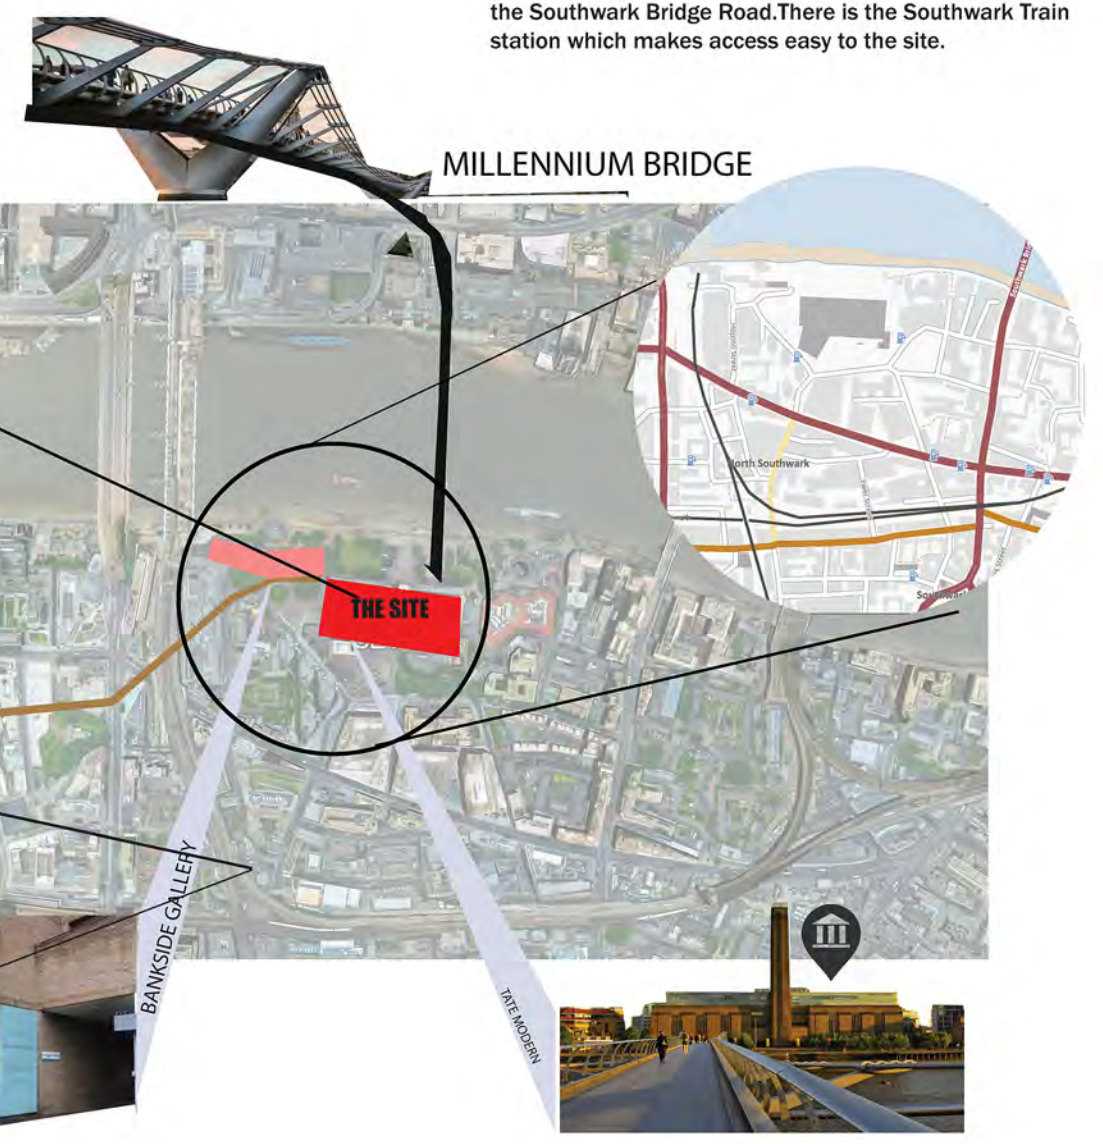 the Southwark Bridge Road.There is the Southwark Train
station which makes access easy to the site.
MILLENNIUM BRIDGE
North Southwark
THE SITE
BANKSIDE GALLERY
TATE MODERN